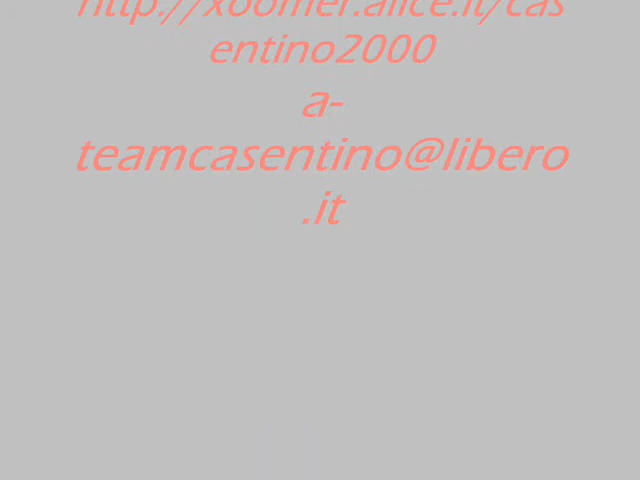 http://xoomer.alice.it/cas
entino2000
a-
teamcasentino@libero
.it